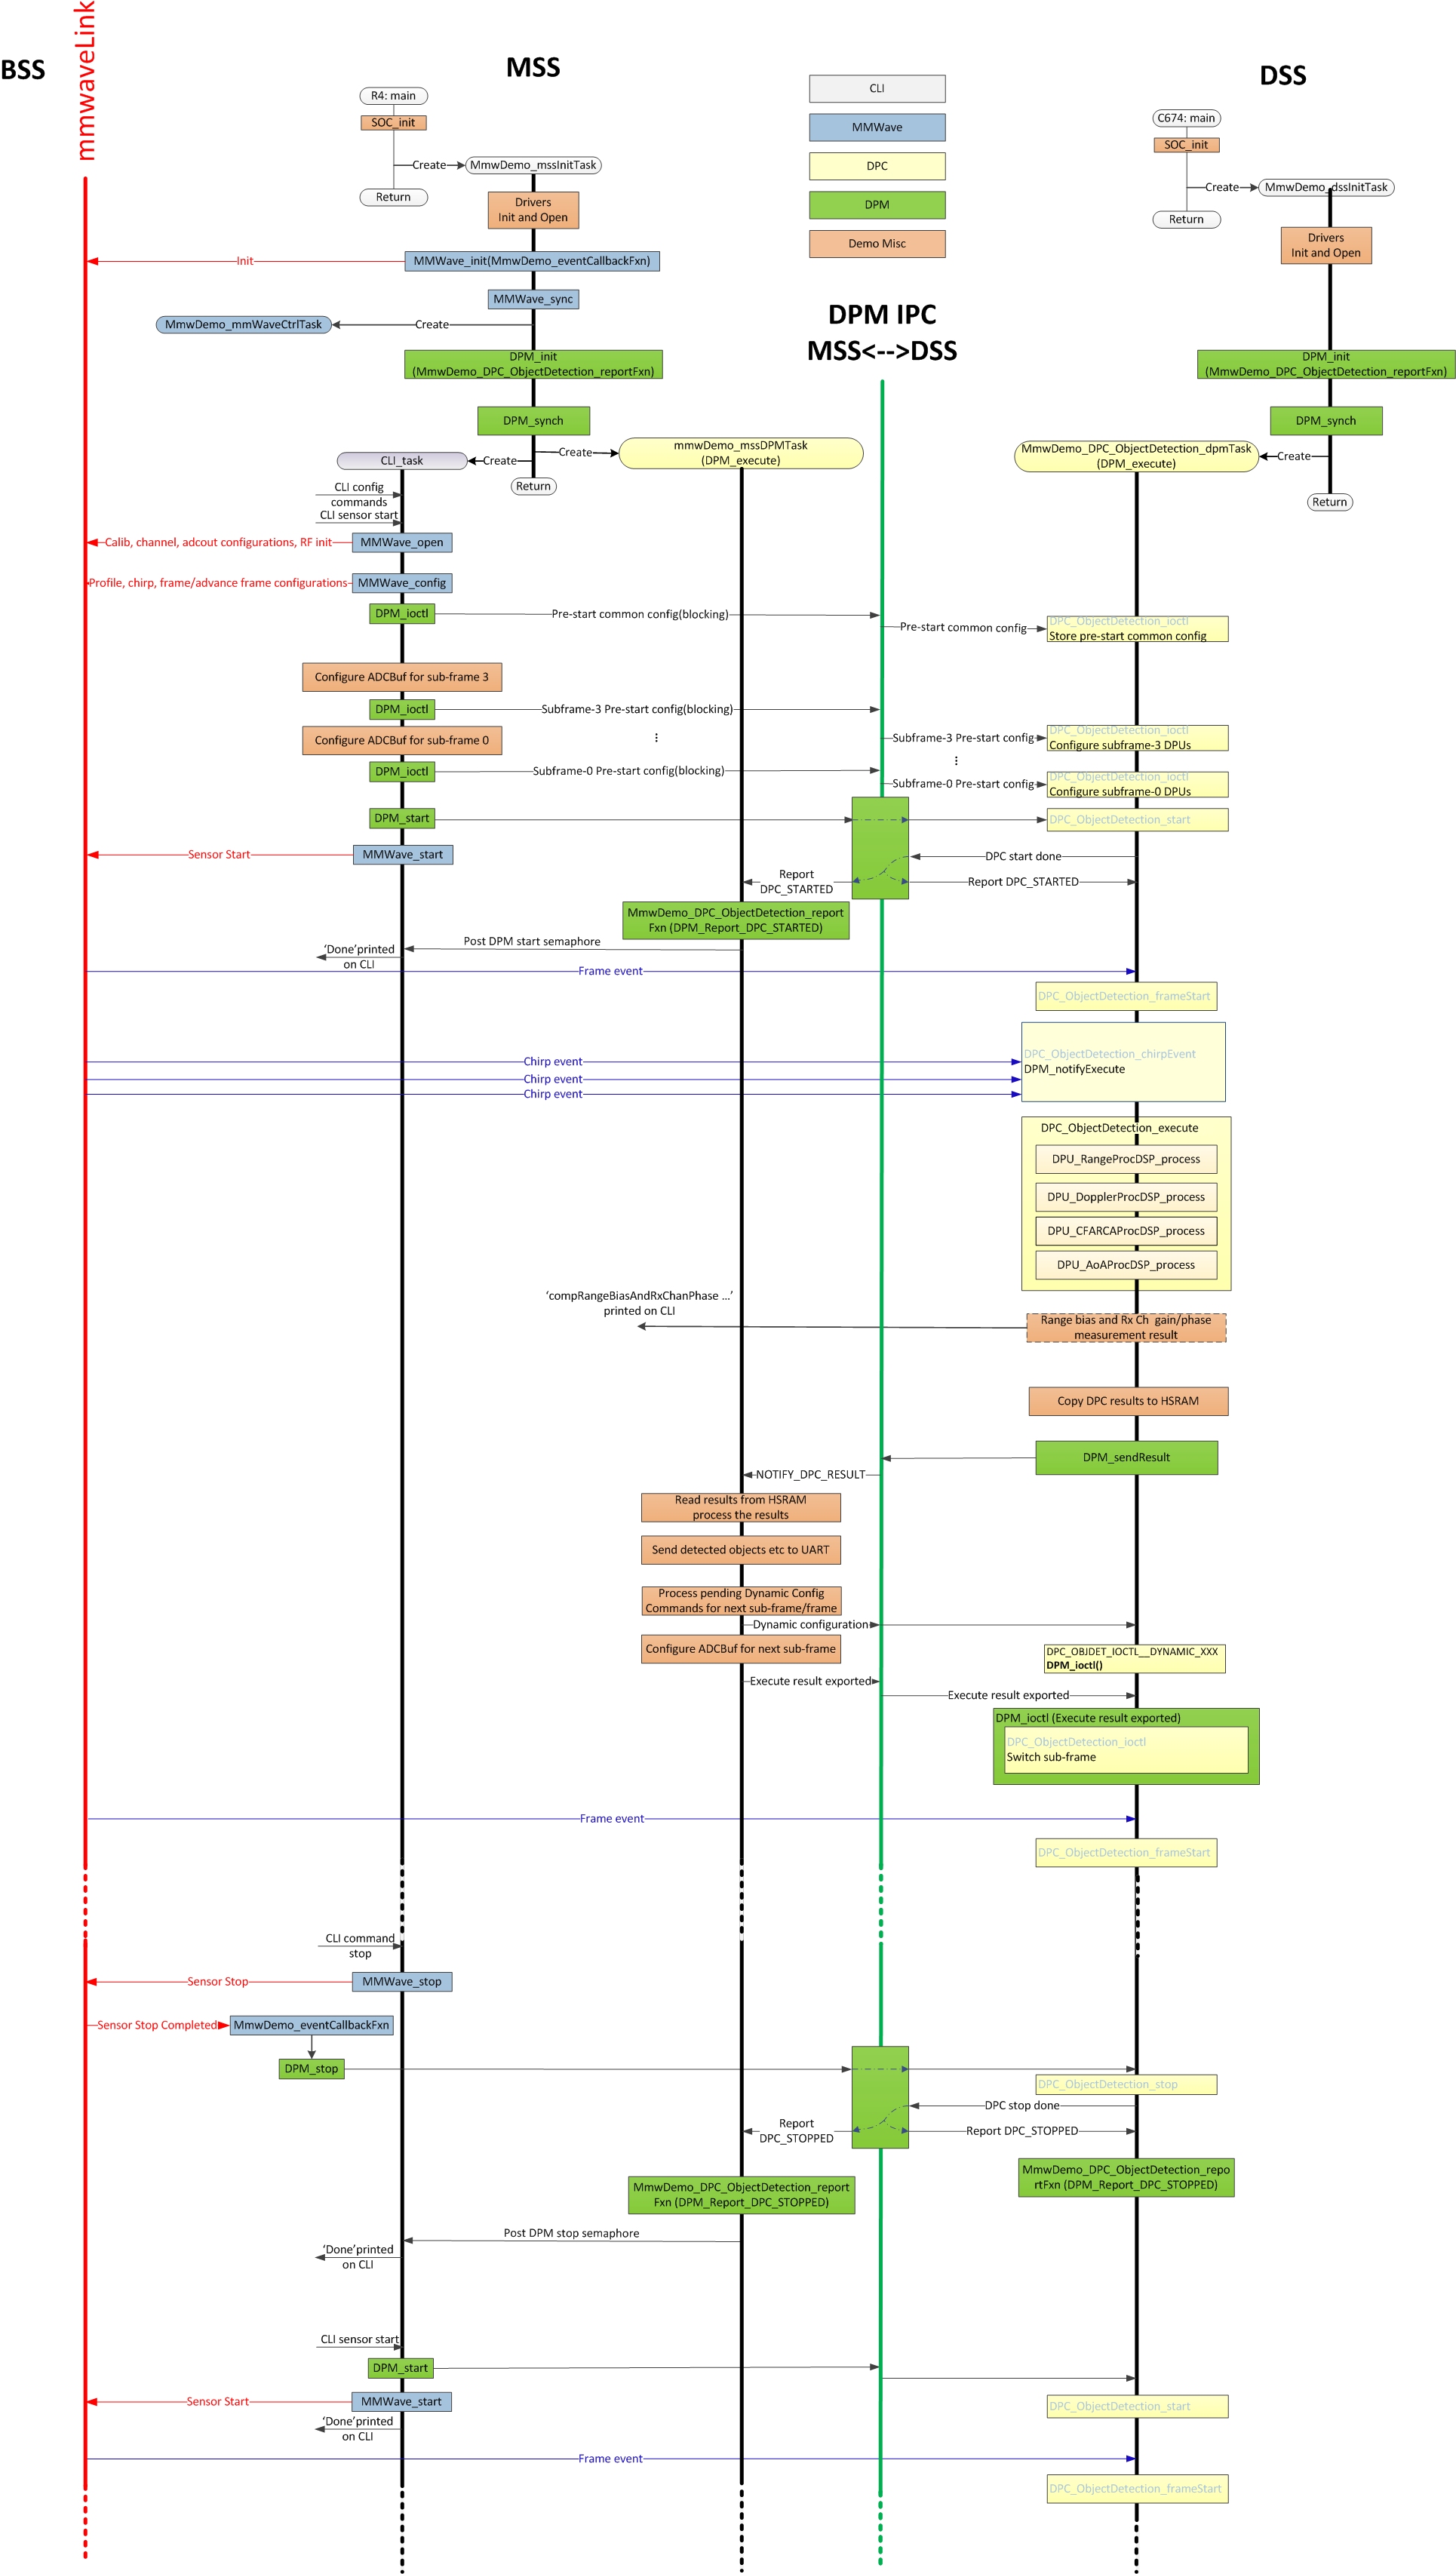 BSS
mmwaveLink
MSS
DSS
R4: main
SOC_init
Create
MmwDemo_mssInitTask
Return
Drivers
Init and Open
CLI
MMWave
DPC
DPM
Demo Misc
C674: main
SOC_init
Create
MmwDemo_dssInitTask
Return
Drivers
Init and Open
Init
MMWave_init(MmwDemo_eventCallbackFxn)
MMWave_sync
MmwDemo_mmWaveCtrlTask
Create
DPM IPC
MSS<-->DSS
DPM_init
(MmwDemo_DPC_ObjectDetection_reportFxn)
DPM_init
(MmwDemo_DPC_ObjectDetection_reportFxn)
DPM_synch
DPM_synch
CLI_task
Create
Create
mmwDemo_mssDPMTask
(DPM_execute)
MmwDemo_DPC_ObjectDetection_dpmTask
(DPM_execute)
Create
Return
Return
CLI config
commands
CLI sensor start
Calib, channel, adcout configurations, RF init
MMWave_open
Profile, chirp, frame/advance frame configurations
MMWave_config
DPM_ioctl
Pre-start common config(blocking)
Pre-start common config
DPC_ObjectDetection_ioctl
Store pre-start common config
Configure ADCBuf for sub-frame 3
DPM_ioctl
Subframe-3 Pre-start config(blocking)
Configure ADCBuf for sub-frame 0
...
Subframe-3 Pre-start config
DPC_ObjectDetection_ioctl
Configure subframe-3 DPUs
...
DPM_ioctl
Subframe-0 Pre-start config(blocking)
Subframe-0 Pre-start config
DPC_ObjectDetection_ioctl
Configure subframe-0 DPUs
DPM_start
DPC_ObjectDetection_start
Sensor Start
MMWave_start
DPC start done
Report
DPC_STARTED
Report DPC_STARTED
MmwDemo_DPC_ObjectDetection_report
Fxn (DPM_Report_DPC_STARTED)
Post DPM start semaphore
‘Done’printed
on CLI
Frame event
DPC_ObjectDetection_frameStart
Chirp event
Chirp event
Chirp event
DPC_ObjectDetection_chirpEvent
DPM_notifyExecute
DPC_ObjectDetection_execute
DPU_RangeProcDSP_process
DPU_DopplerProcDSP_process
DPU_CFARCAProcDSP_process
DPU_AoAProcDSP_process
‘compRangeBiasAndRxChanPhase ...’
printed on CLI
Range bias and Rx Ch gain/phase
measurement result
Copy DPC results to HSRAM
DPM_sendResult
NOTIFY_DPC_RESULT
Read results from HSRAM
process the results
Send detected objects etc to UART
Process pending Dynamic Config
Commands for next sub-frame/frame
Dynamic configuration
Configure ADCBuf for next sub-frame
DPC_OBJDET_IOCTL__DYNAMIC_XXX
DPM_ioctl()
Execute result exported
Execute result exported
DPM_ioctl (Execute result exported)
DPC_ObjectDetection_ioctl
Switch sub-frame
Frame event
DPC_ObjectDetection_frameStart
CLI command
stop
Sensor Stop
MMWave_stop
Sensor Stop Completed
MmwDemo_eventCallbackFxn
DPM_stop
DPC_ObjectDetection_stop
DPC stop done
Report
DPC_STOPPED
Report DPC_STOPPED
MmwDemo_DPC_ObjectDetection_report
Fxn (DPM_Report_DPC_STOPPED)
MmwDemo_DPC_ObjectDetection_repo
rtFxn (DPM_Report_DPC_STOPPED)
Post DPM stop semaphore
‘Done’printed
on CLI
CLI sensor start
DPM_start
Sensor Start
MMWave_start
DPC_ObjectDetection_start
‘Done’printed
on CLI
Frame event
DPC_ObjectDetection_frameStart